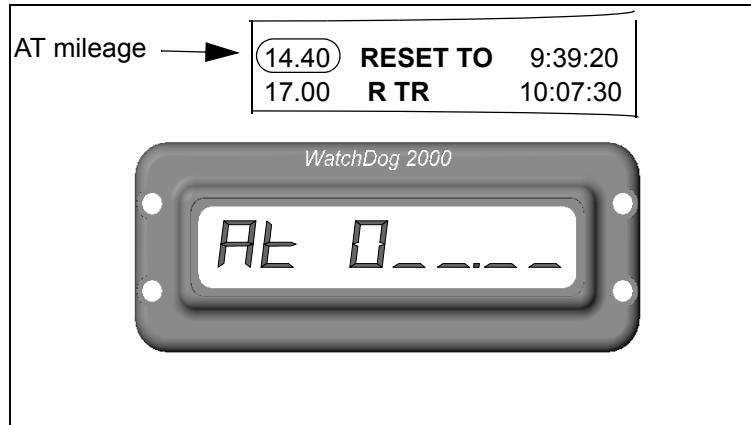 AT mileage
14.40 RESET TO 9:39:20
17.00 R TR 10:07:30
WatchDog 2000
At 0_ _._ _